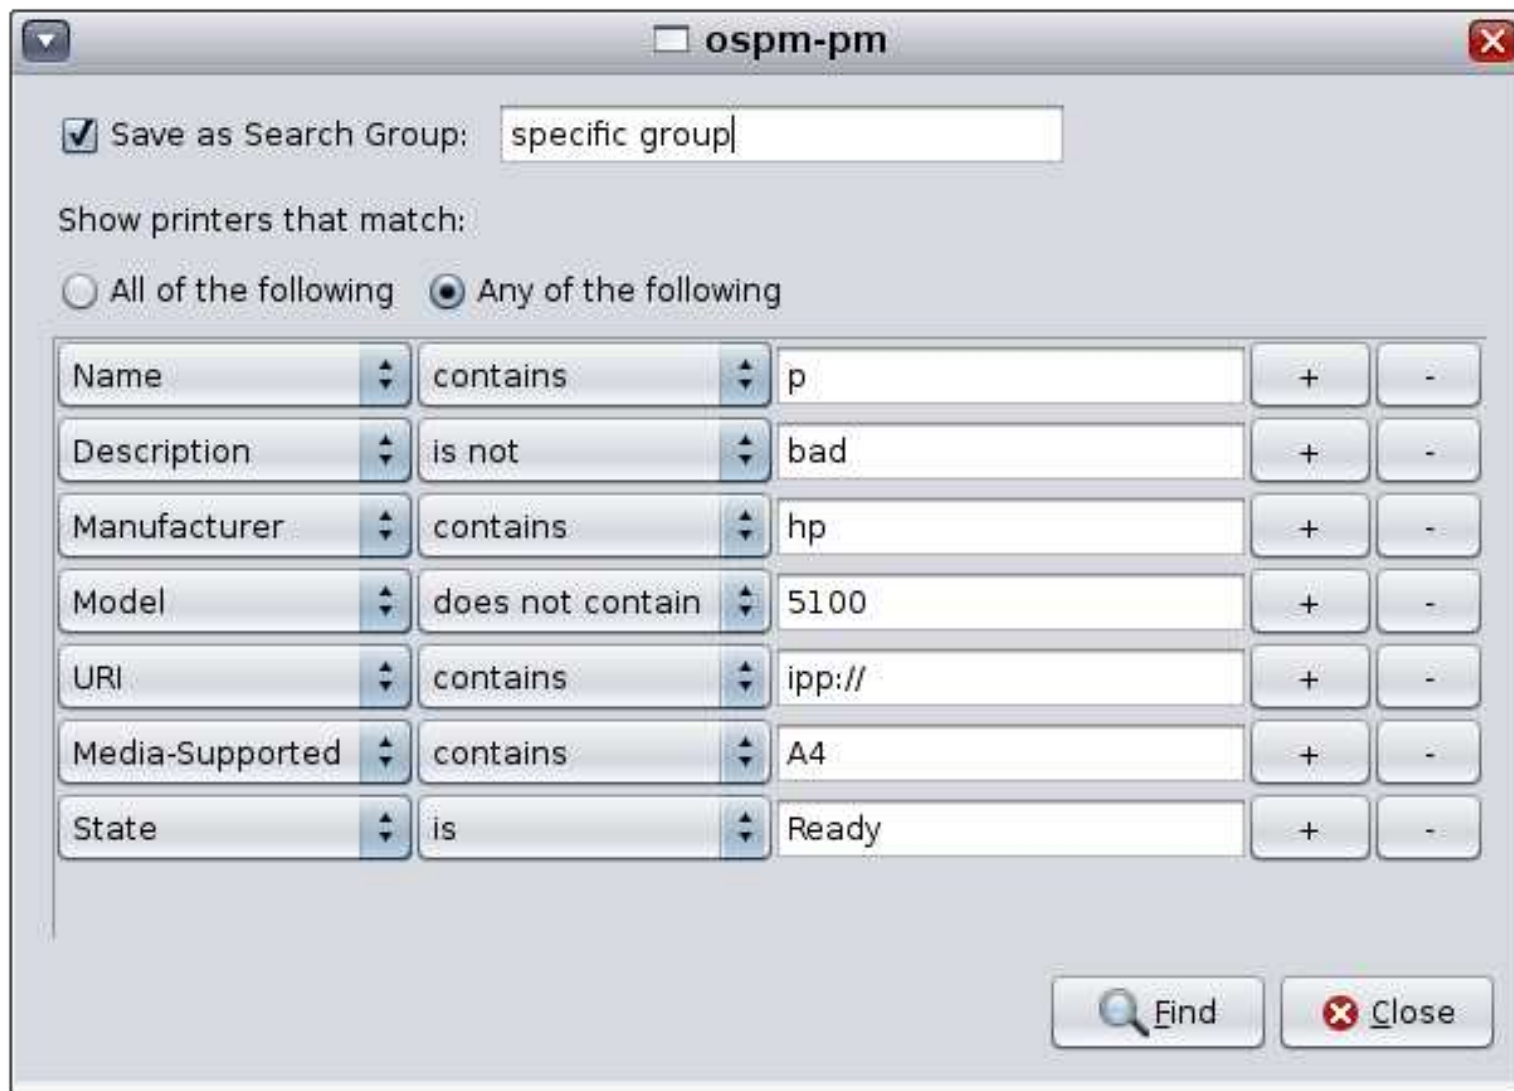 ospm-pm
Save as Search Group: specific group
Show printers that match:
All of the following Any of the following
Name contains p + -
Description is not bad + -
Manufacturer contains hp + -
Model does not contain 5100 + -
URI contains ipp:// + -
Media-Supported contains A4 + -
State is Ready + -
Find Close